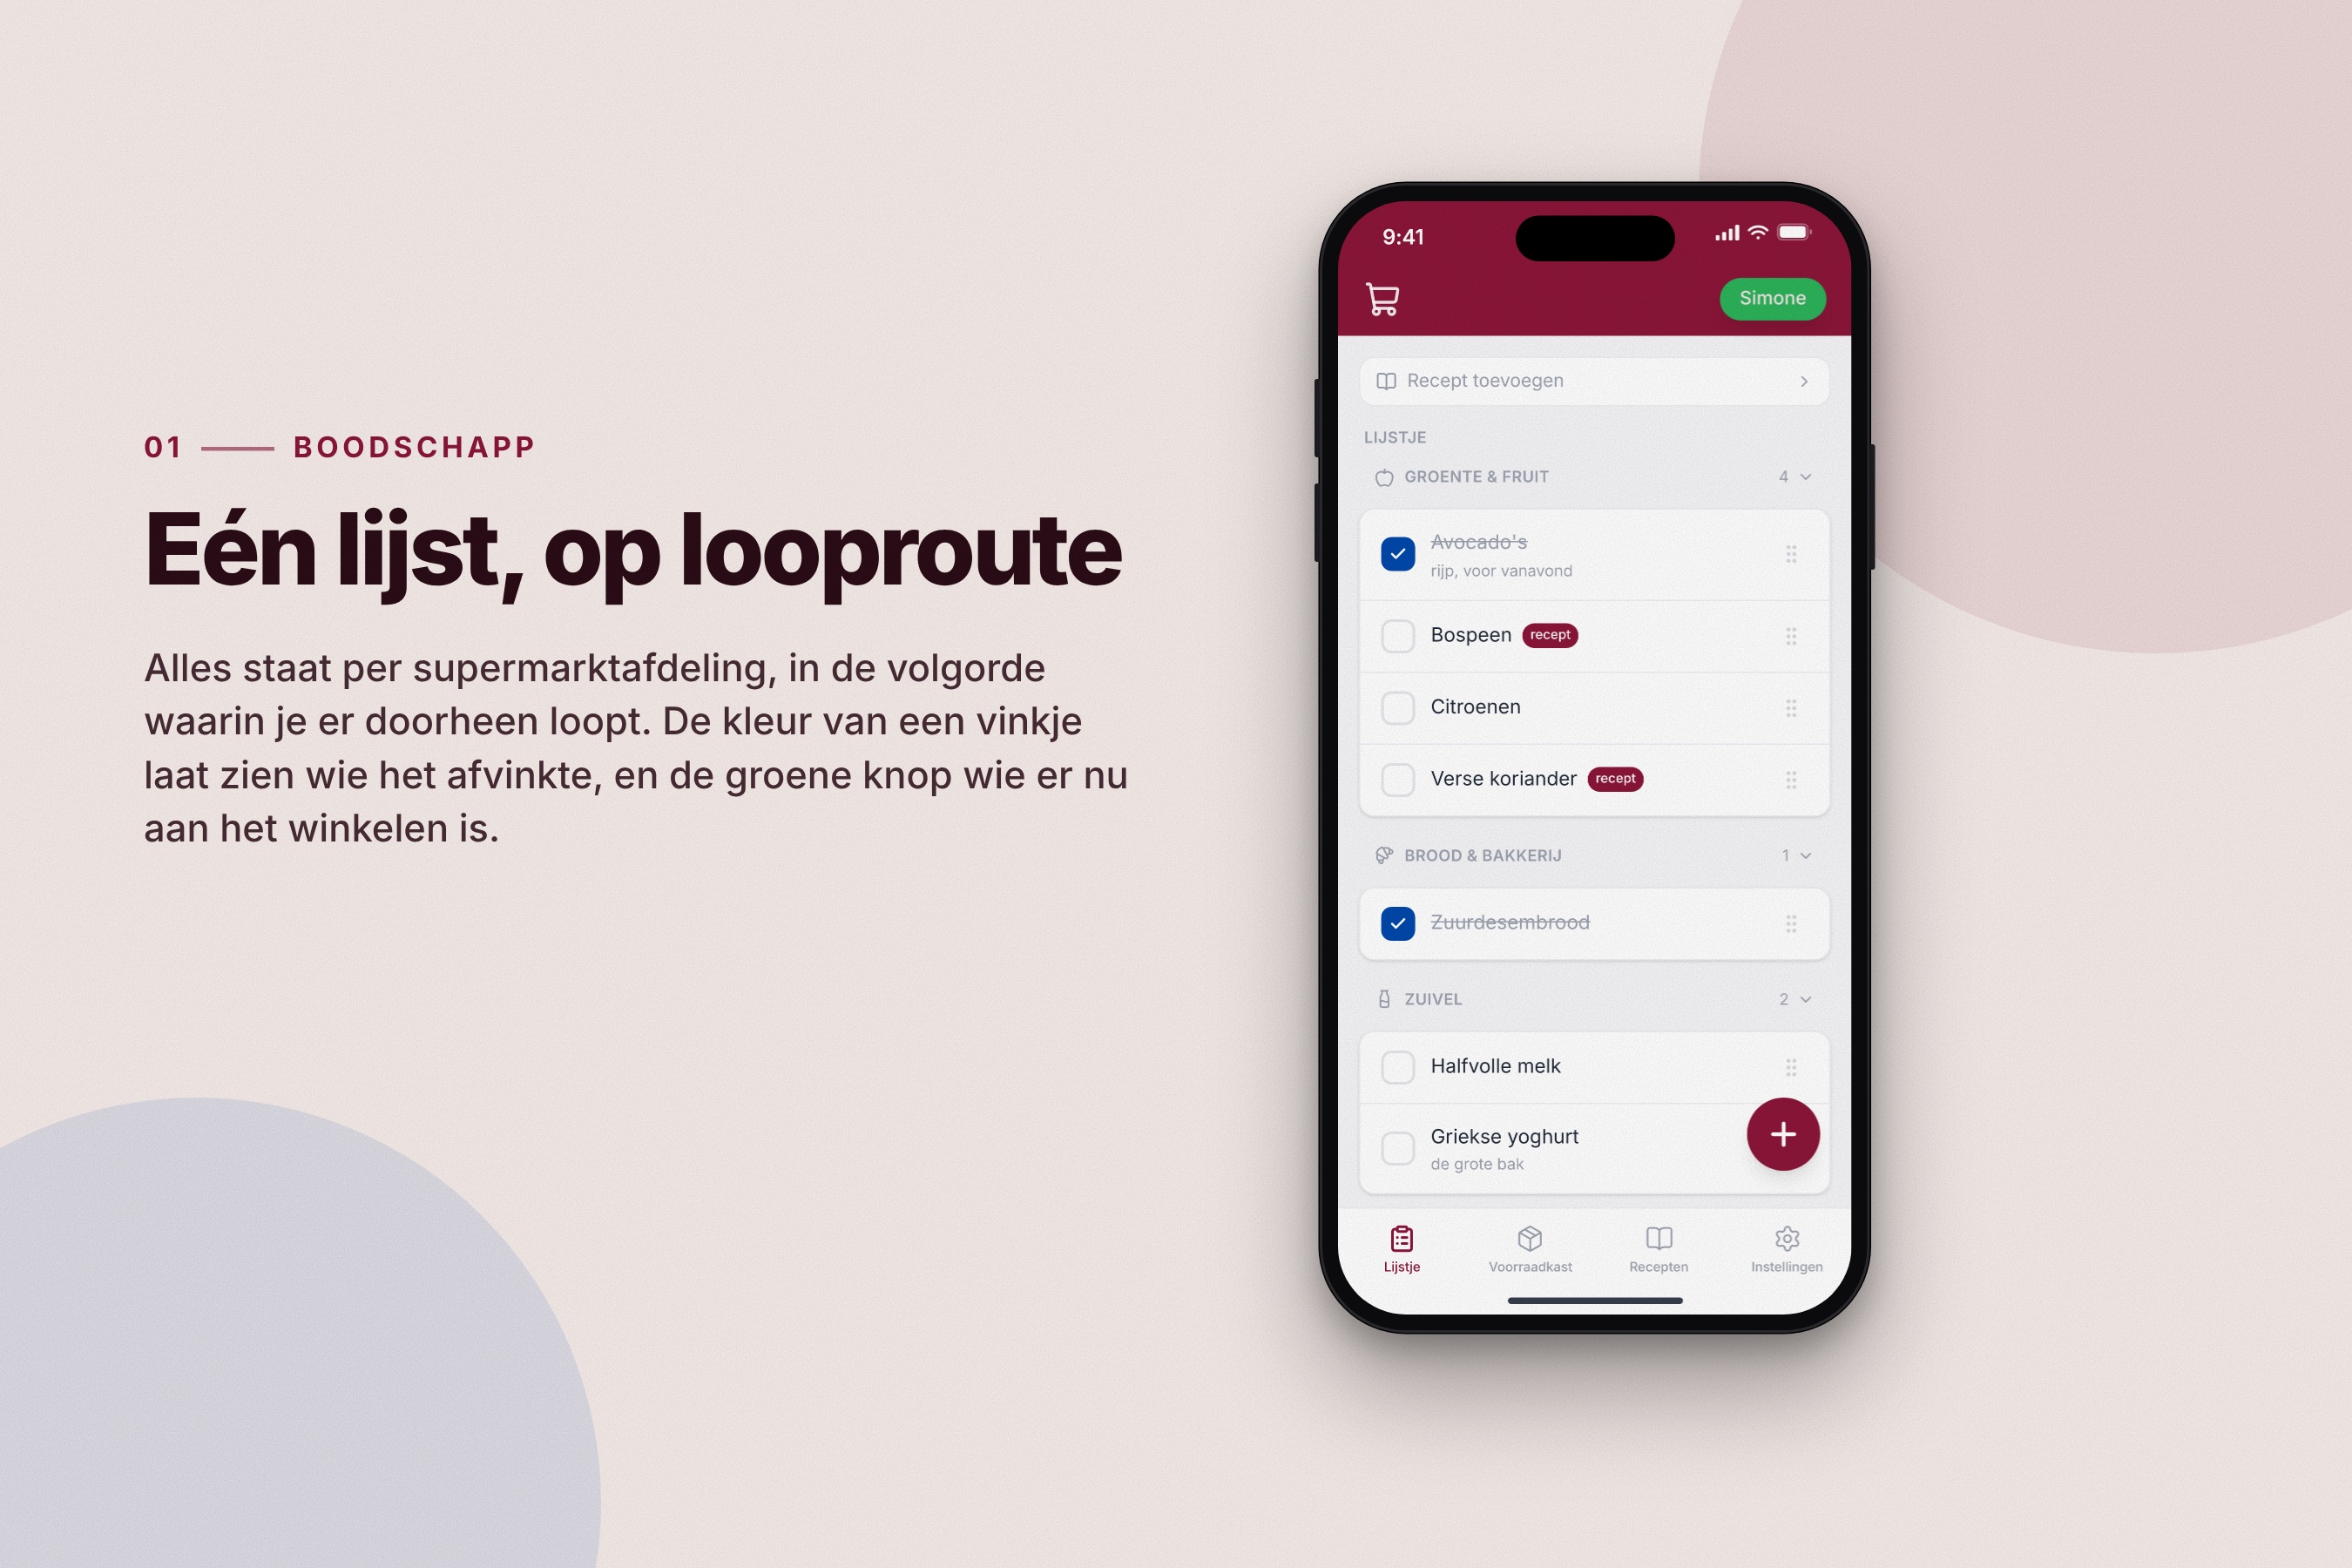 01 BOODSCHAPP
Eén lijst, op looproute
Alles staat per supermarktafdeling, in de volgorde
waarin je er doorheen loopt. De kleur van een vinkje
laat zien wie het afvinkte, en de groene knop wie er nu
aan het winkelen is.
9:41
Simone
Recept toevoegen
LIJSTJE
GROENTE & FRUIT 4
Avocado's
rijp, voor vanavond
Bospeen recept
Citroenen
Verse koriander recept
BROOD & BAKKERIJ 1
Zuurdesembrood
ZUIVEL 2
Halfvolle melk
Griekse yoghurt
de grote bak
Lijstje Voorraadkast Recepten Instellingen